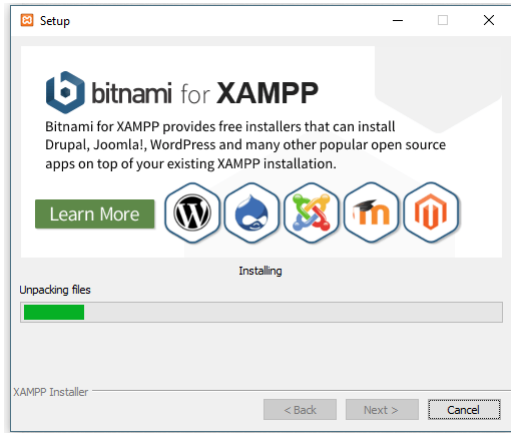 Setup
bitnami for XAMPP
Bitnami for XAMPP provides free installers that can install
Drupal, Joomla!, WordPress and many other popular open source
apps on top of your existing XAMPP installation.
Learn More
Installing
Unpacking files
XAMPP Installer
< Back Next > Cancel